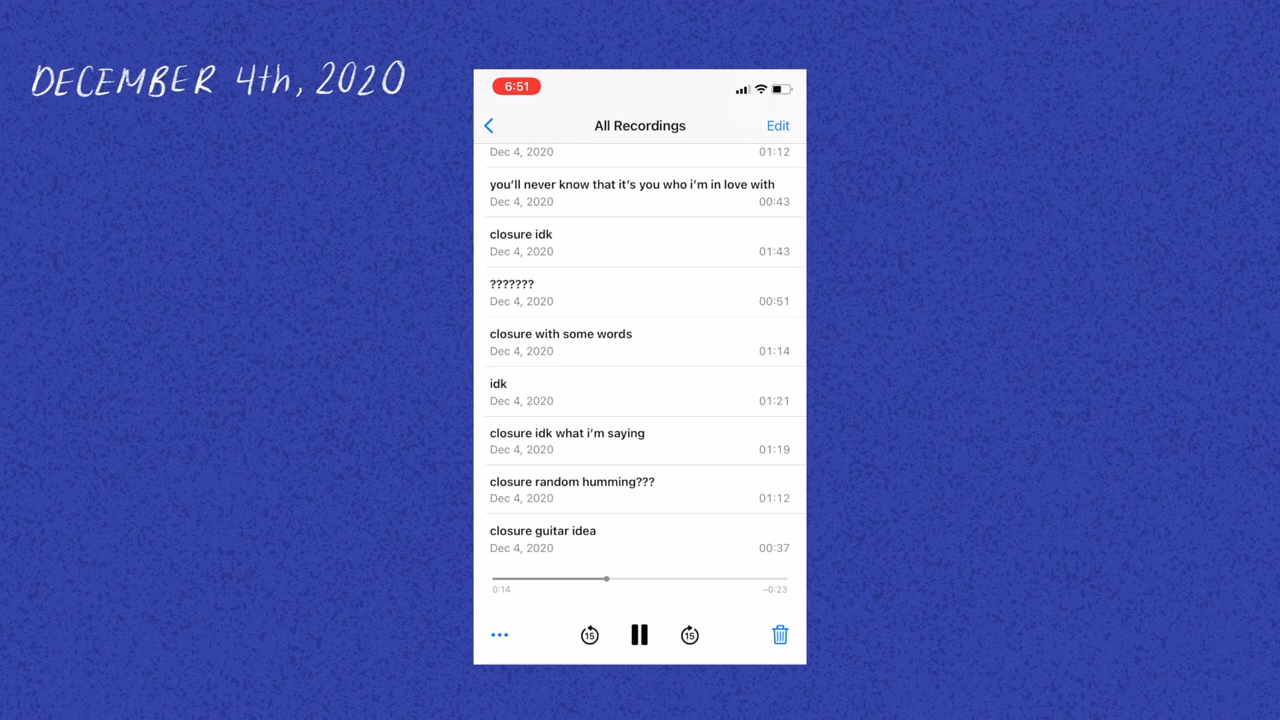 DECEMBER 4th, 2020
6:51
All Recordings
Edit
Dec 4, 2020 01:12
you'll never know that it's you who i'm in love with
Dec 4, 2020 00:43
closure idk
Dec 4, 2020 01:43
???????
Dec 4, 2020 00:51
closure with some words
Dec 4, 2020 01:14
idk
Dec 4, 2020 01:21
closure idk what i'm saying
Dec 4, 2020 01:19
closure random humming???
Dec 4, 2020 01:12
closure guitar idea
Dec 4, 2020 00:37
0:14 −0:23
15 15